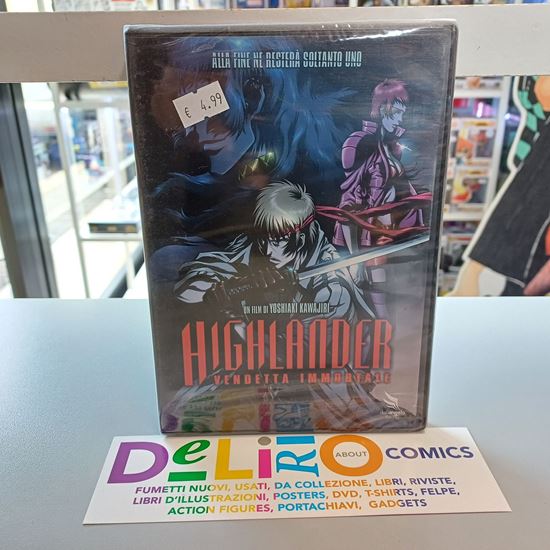 ALLA FINE NE RESTERÀ SOLTANTO UNO
€ 4.99
UN FILM DI YOSHIAKI KAWAJIRI
HIGHLANDER
VENDETTA IMMORTALE
DeLiRiO ABOUT COMICS
FUMETTI NUOVI, USATI, DA COLLEZIONE, LIBRI, RIVISTE,
LIBRI D'ILLUSTRAZIONI, POSTERS, DVD, T-SHIRTS, FELPE,
ACTION FIGURES, PORTACHIAVI, GADGETS